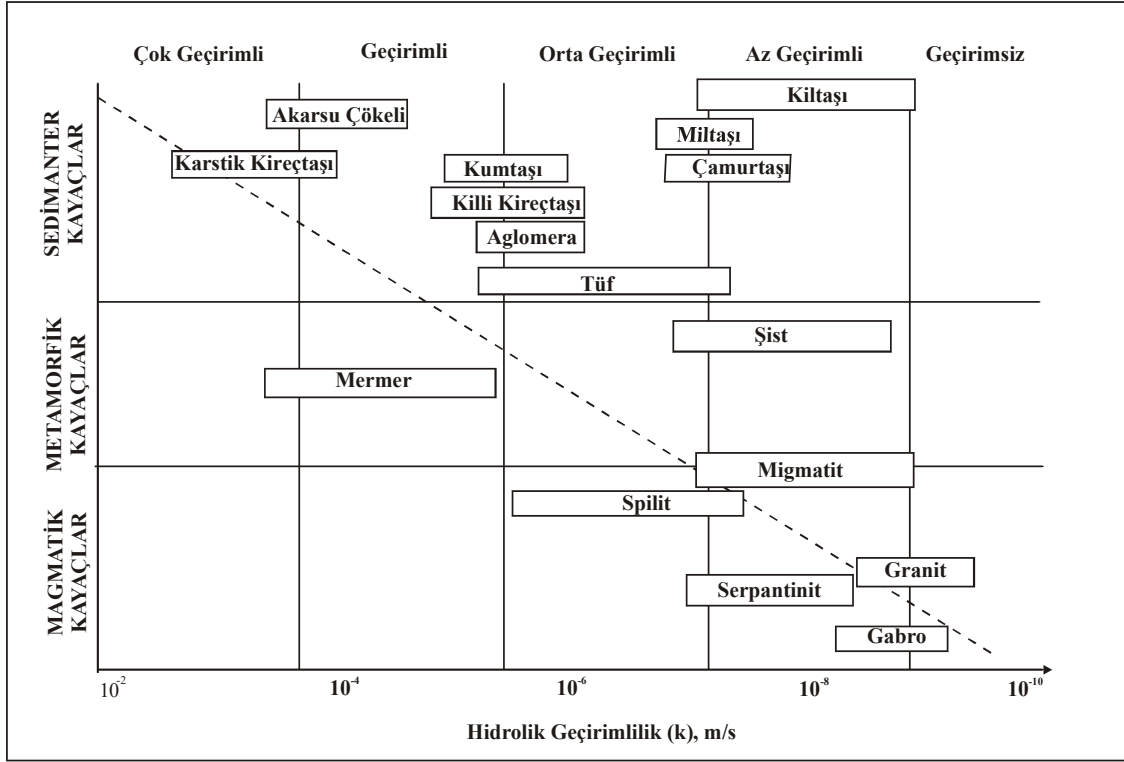 Çok Geçirimli
Geçirimli
Orta Geçirimli
Az Geçirimli
Geçirimsiz
SEDİMANTER
KAYAÇLAR
Kiltaşı
Akarsu Çökeli
Miltaşı
Karstik Kireçtaşı
Kumtaşı
Çamurtaşı
Killi Kireçtaşı
Aglomera
Tüf
METAMORFİK
KAYAÇLAR
Şist
Mermer
Migmatit
MAGMATİK
KAYAÇLAR
Spilit
Granit
Serpantinit
Gabro
10⁻²
10⁻⁴
10⁻⁶
10⁻⁸
10⁻¹⁰
Hidrolik Geçirimlilik (k), m/s